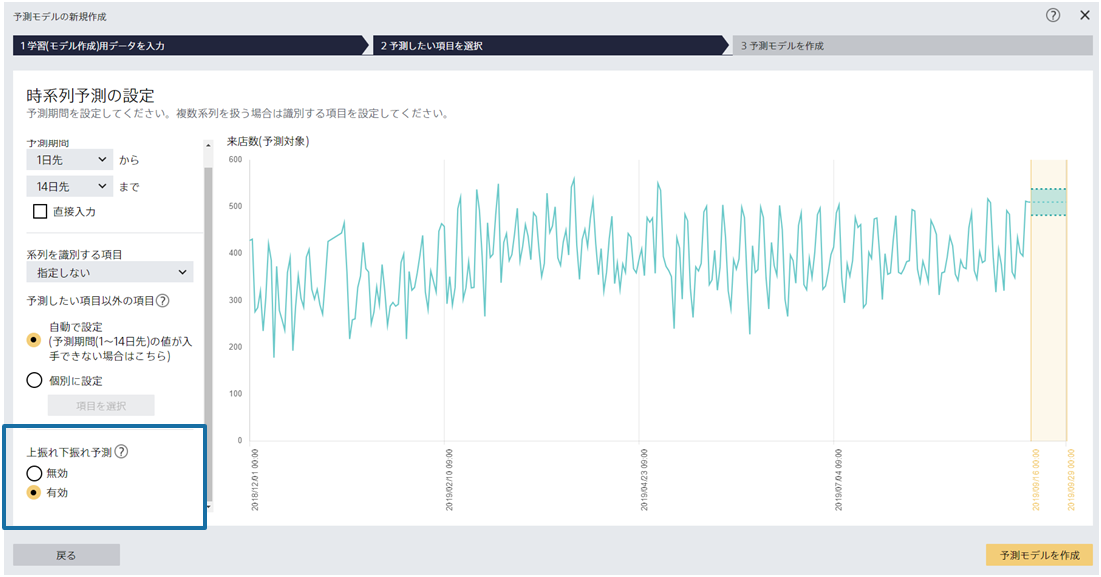 予測モデルの新規作成
?
×
1 学習(モデル作成)用データを入力
2 予測したい項目を選択
3 予測モデルを作成
時系列予測の設定
予測期間を設定してください。複数系列を扱う場合は識別する項目を設定してください。
予測期間
1日先
から
14日先
まで
直接入力
系列を識別する項目
指定しない
予測したい項目以外の項目?
自動で設定
(予測期間(1～14日先)の値が入
手できない場合はこちら)
個別に設定
項目を選択
上振れ下振れ予測?
無効
有効
来店数(予測対象)
600
500
400
300
200
100
0
2018/12/01 00:00
2019/02/10 09:00
2019/04/23 09:00
2019/07/04 09:00
2019/09/16 00:00
2019/09/29 00:00
戻る
予測モデルを作成